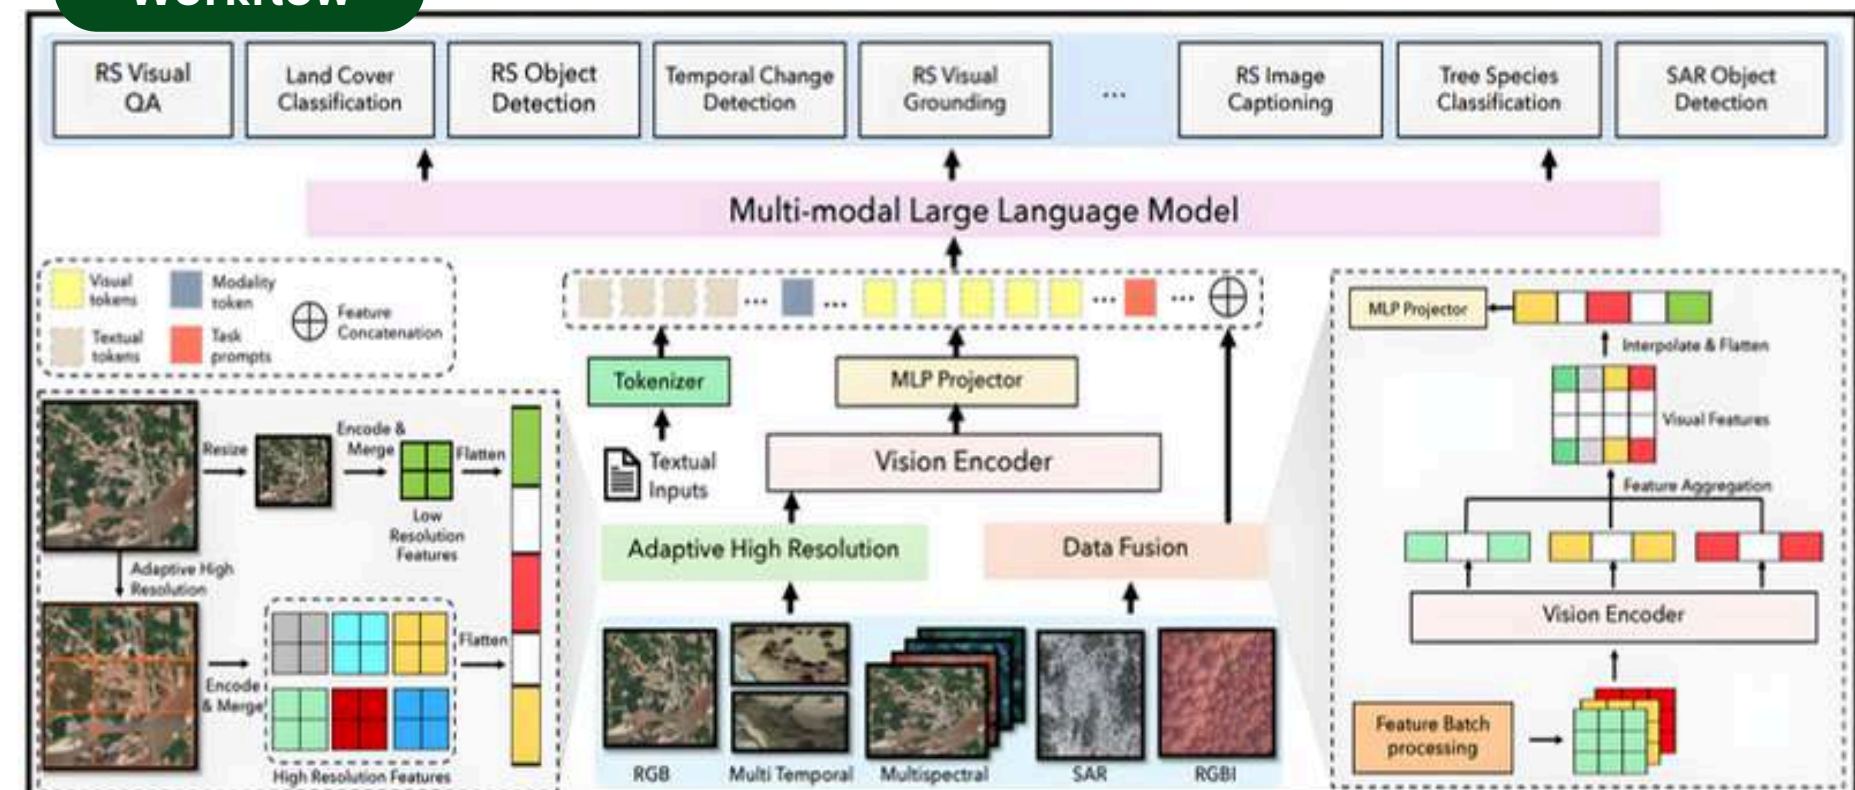 Workflow
RS Visual
QA
Land Cover
Classification
RS Object
Detection
Temporal Change
Detection
RS Visual
Grounding
...
RS Image
Captioning
Tree Species
Classification
SAR Object
Detection
Multi-modal Large Language Model
Visual
tokens
Modality
token
Textual
tokens
Task
prompts
Feature
Concatenation
... ... ... ...
Tokenizer
MLP Projector
Textual
Inputs
Vision Encoder
Adaptive High Resolution
Data Fusion
RGB
Multi Temporal
Multispectral
SAR
RGBI
Resize
Encode &
Merge
Flatten
Low
Resolution
Features
Adaptive High
Resolution
Encode
& Merge
Flatten
High Resolution Features
MLP Projector
Interpolate & Flatten
Visual Features
Feature Aggregation
Vision Encoder
Feature Batch
processing